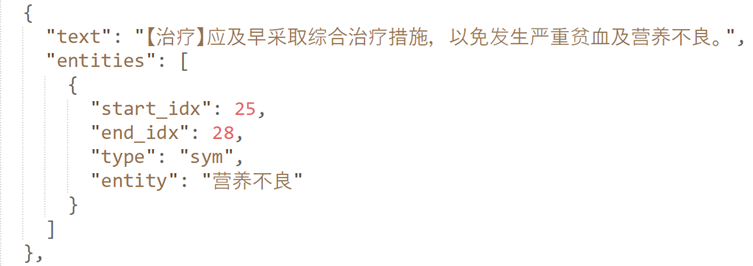 {
"text": "【治疗】应及早采取综合治疗措施，以免发生严重贫血及营养不良。",
"entities": [
{
"start_idx": 25,
"end_idx": 28,
"type": "sym",
"entity": "营养不良"
}
]
},